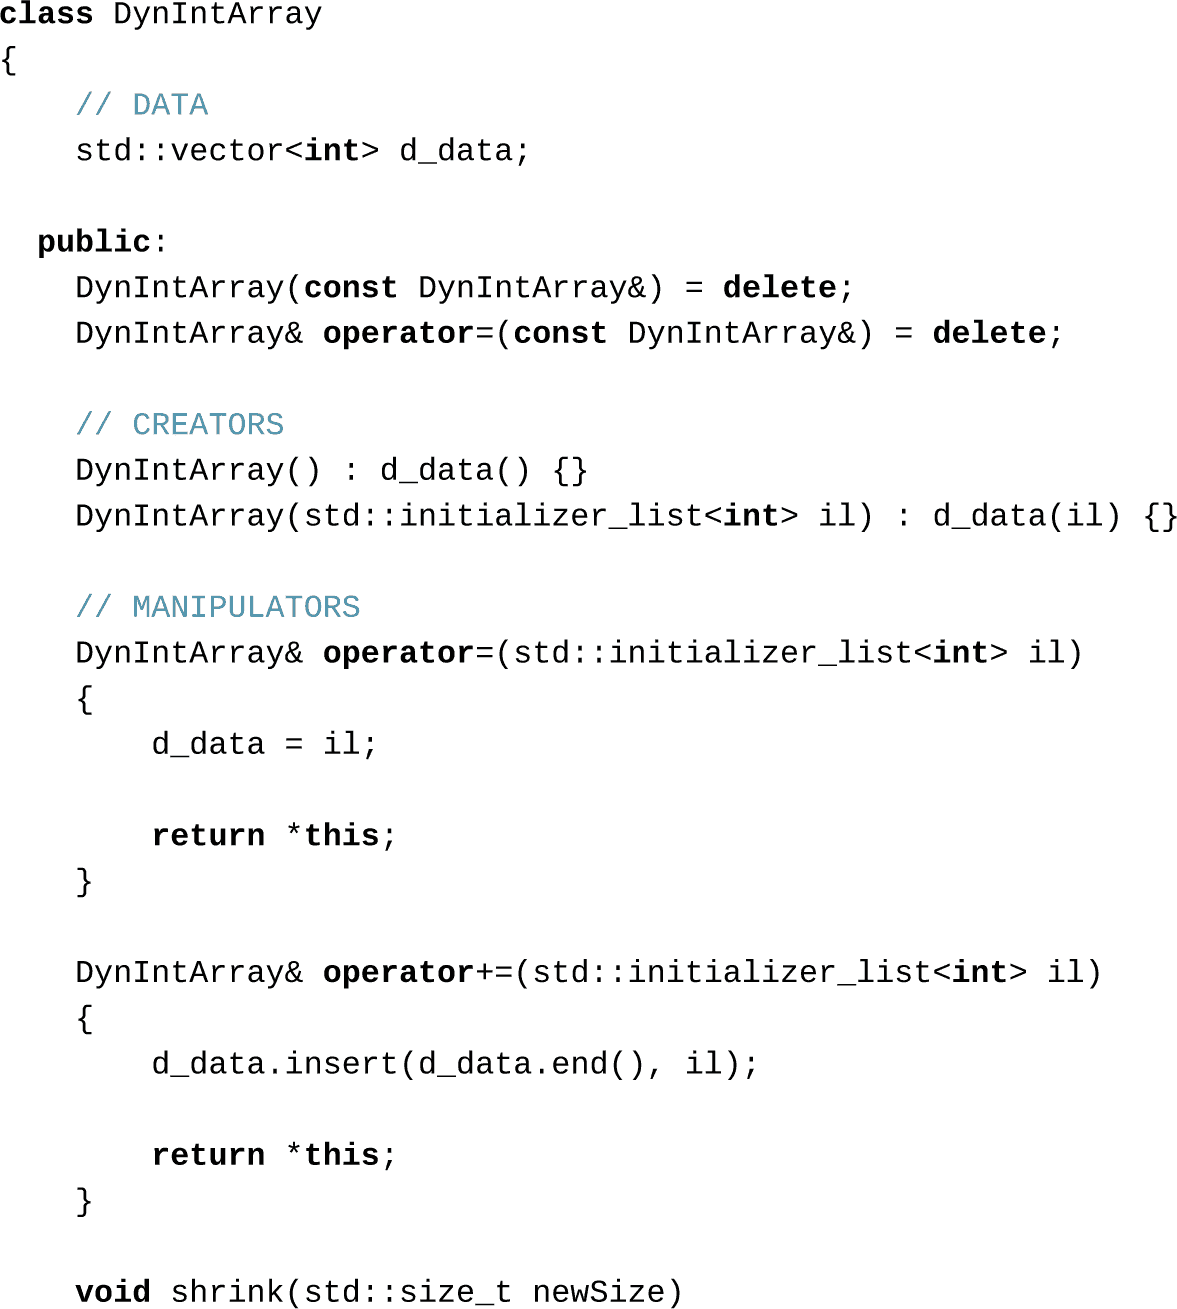 class DynIntArray
{
    // DATA
    std::vector<int> d_data;

  public:
    DynIntArray(const DynIntArray&) = delete;
    DynIntArray& operator=(const DynIntArray&) = delete;

    // CREATORS
    DynIntArray() : d_data() {}
    DynIntArray(std::initializer_list<int> il) : d_data(il) {}

    // MANIPULATORS
    DynIntArray& operator=(std::initializer_list<int> il)
    {
        d_data = il;

        return *this;
    }

    DynIntArray& operator+=(std::initializer_list<int> il)
    {
        d_data.insert(d_data.end(), il);

        return *this;
    }

    void shrink(std::size_t newSize)